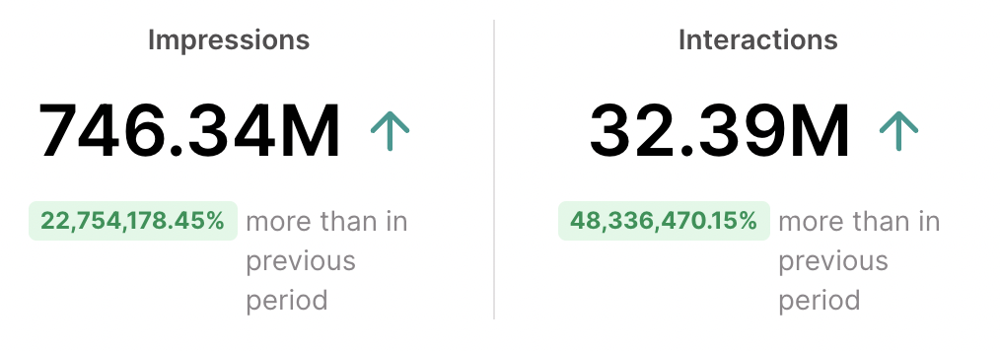 Impressions
746.34M
22,754,178.45% more than in
previous
period
Interactions
32.39M
48,336,470.15% more than in
previous
period